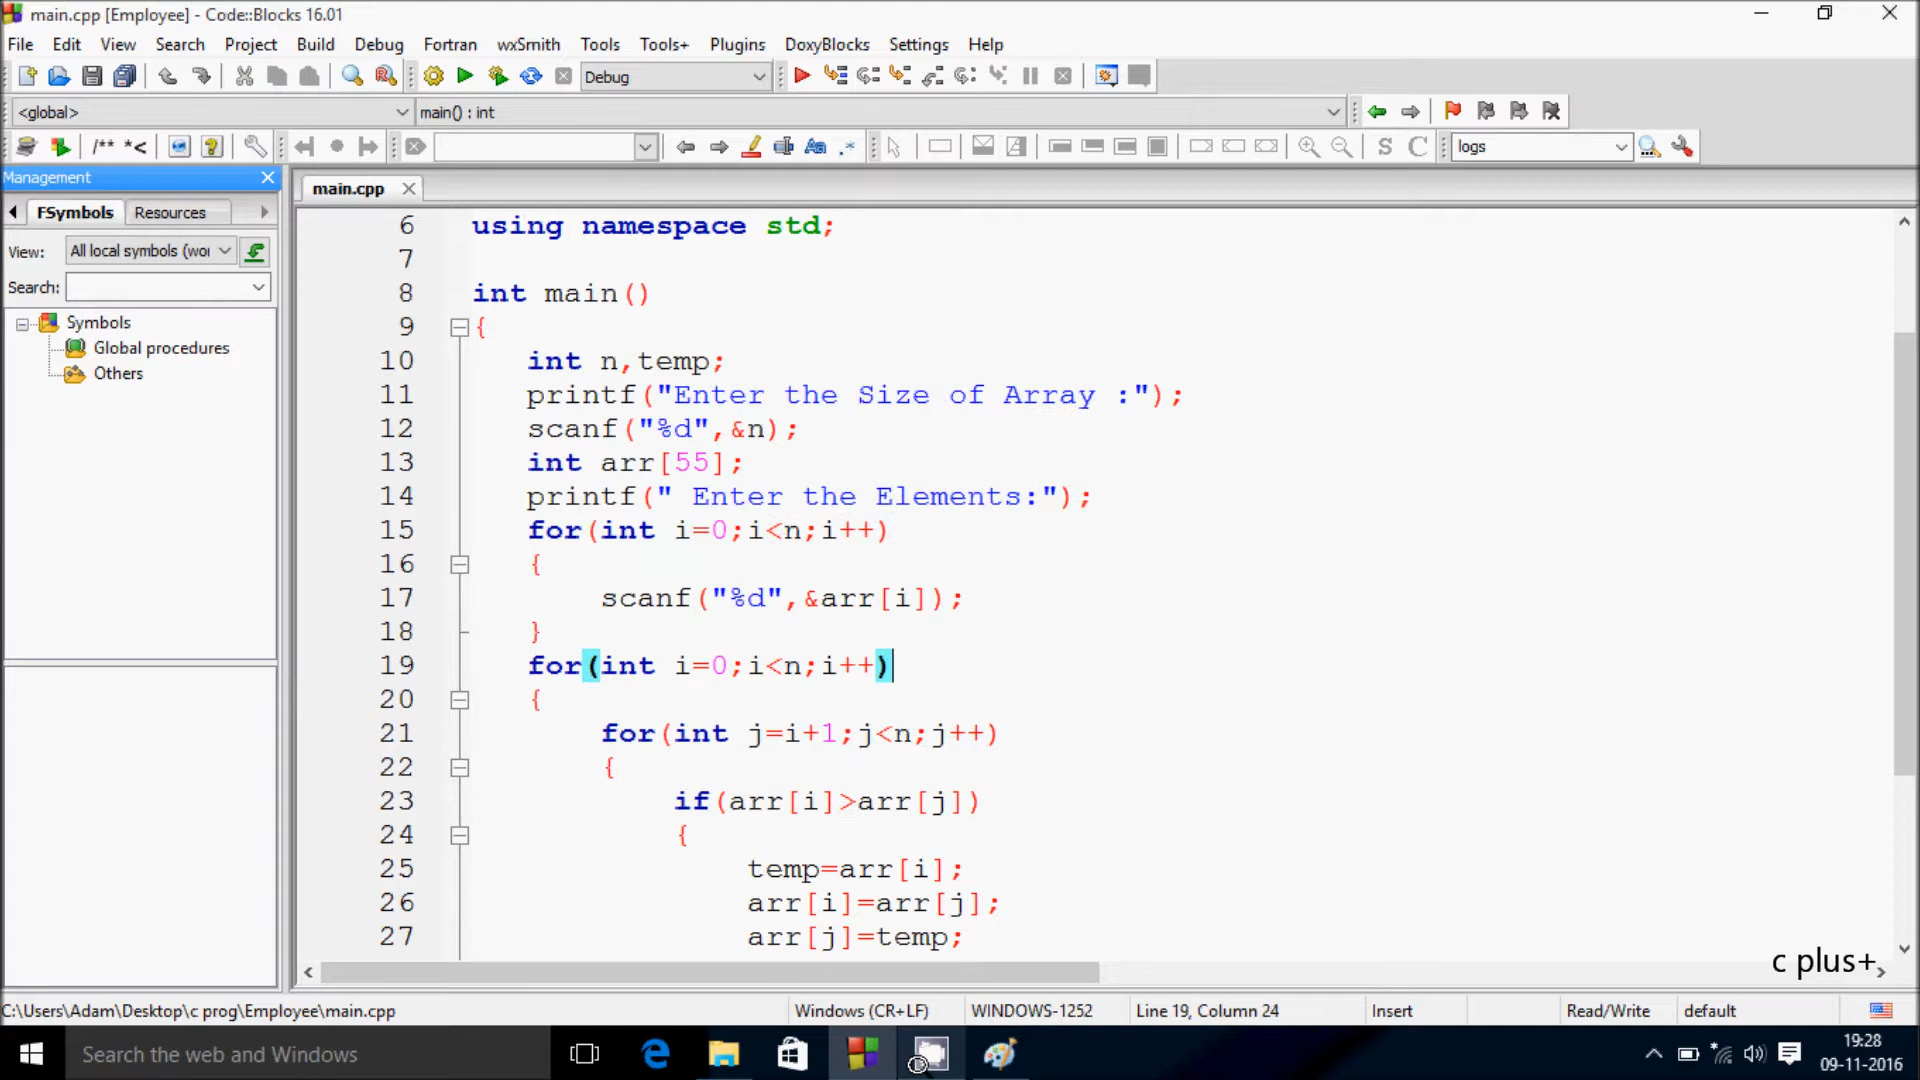 main.cpp [Employee] - Code::Blocks 16.01
File Edit View Search Project Build Debug Fortran wxSmith Tools Tools+ Plugins DoxyBlocks Settings Help
Debug
<global> main() : int
/** *< logs
S C
Management
FSymbols Resources
View: All local symbols (wor
Search:
Symbols
Global procedures
Others
main.cpp
6 using namespace std;
7
8 int main()
9 {
10 int n,temp;
11 printf("Enter the Size of Array :");
12 scanf("%d",&n);
13 int arr[55];
14 printf(" Enter the Elements:");
15 for(int i=0;i<n;i++)
16 {
17 scanf("%d",&arr[i]);
18 }
19 for(int i=0;i<n;i++)
20 {
21 for(int j=i+1;j<n;j++)
22 {
23 if(arr[i]>arr[j])
24 {
25 temp=arr[i];
26 arr[i]=arr[j];
27 arr[j]=temp;
c plus+
C:\Users\Adam\Desktop\c prog\Employee\main.cpp Windows (CR+LF) WINDOWS-1252 Line 19, Column 24 Insert Read/Write default
Search the web and Windows
19:28
09-11-2016